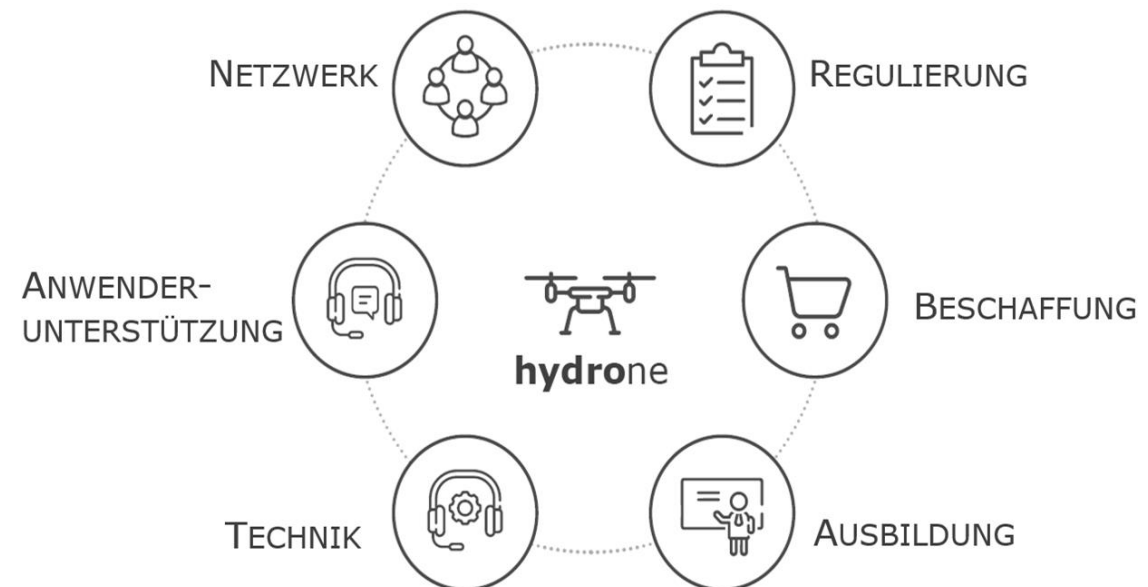 NETZWERK
REGULIERUNG
ANWENDER-
UNTERSTÜTZUNG
BESCHAFFUNG
hydrone
TECHNIK
AUSBILDUNG